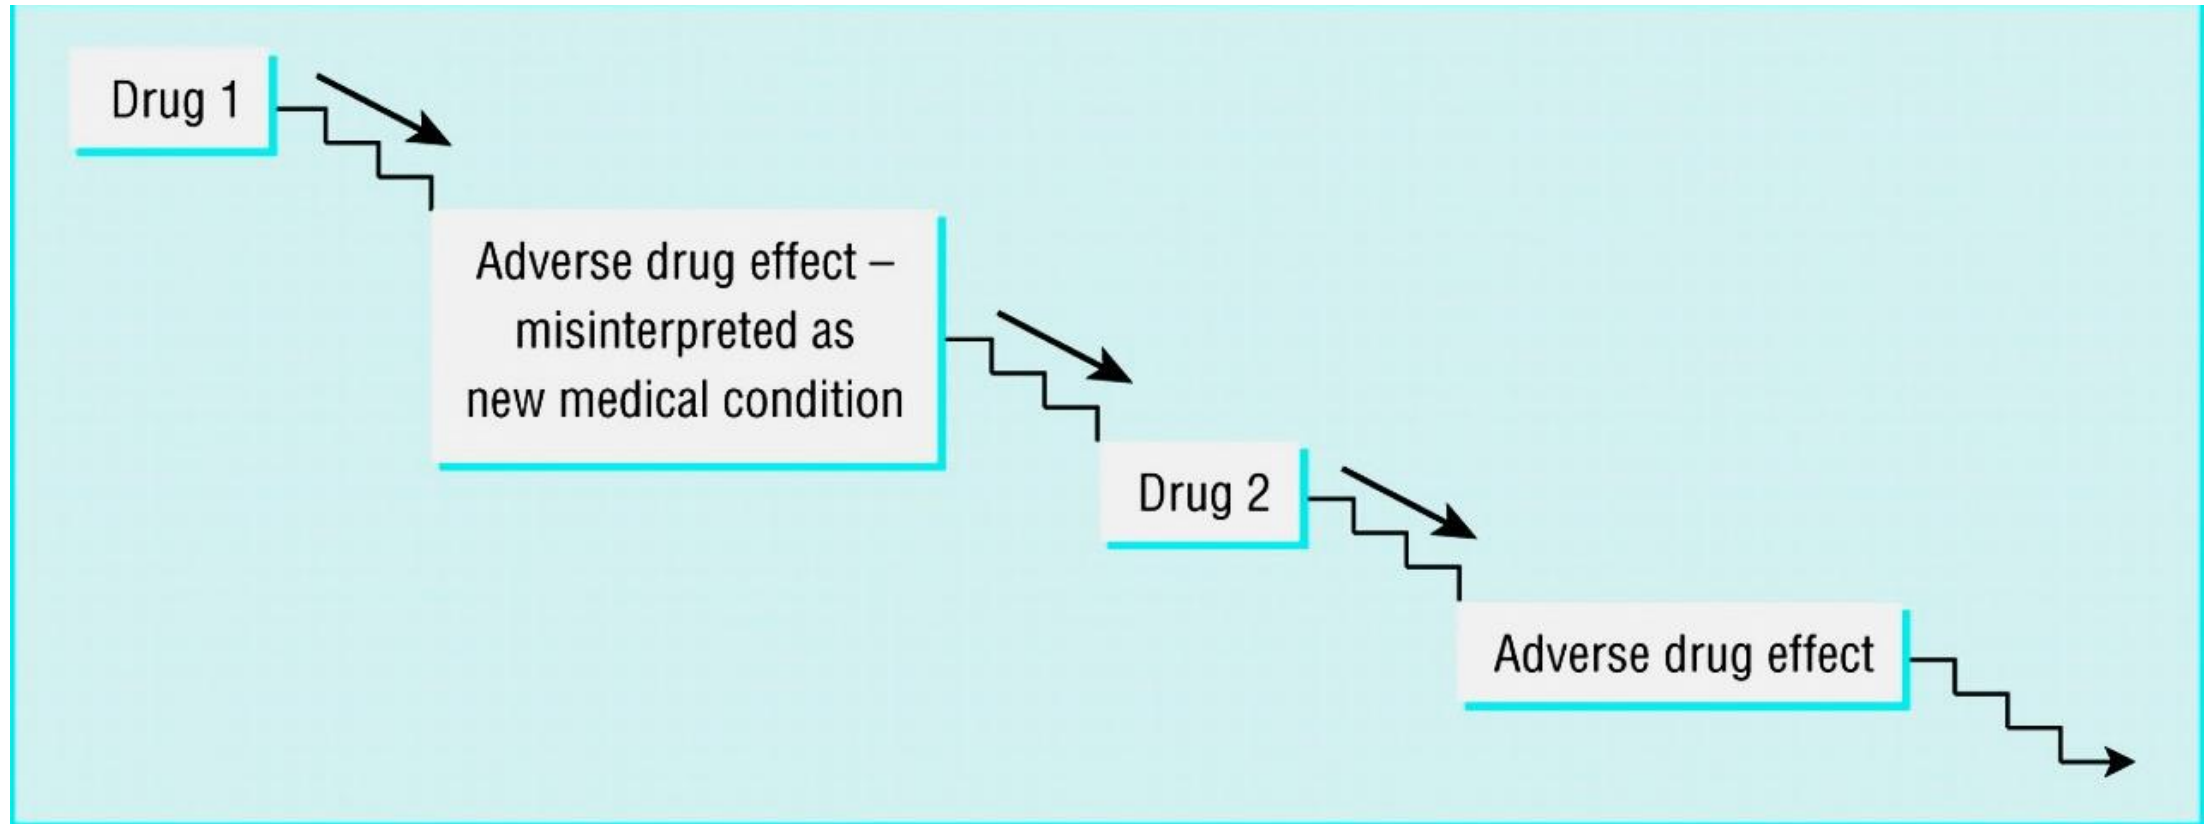 Drug 1
Adverse drug effect –
misinterpreted as
new medical condition
Drug 2
Adverse drug effect